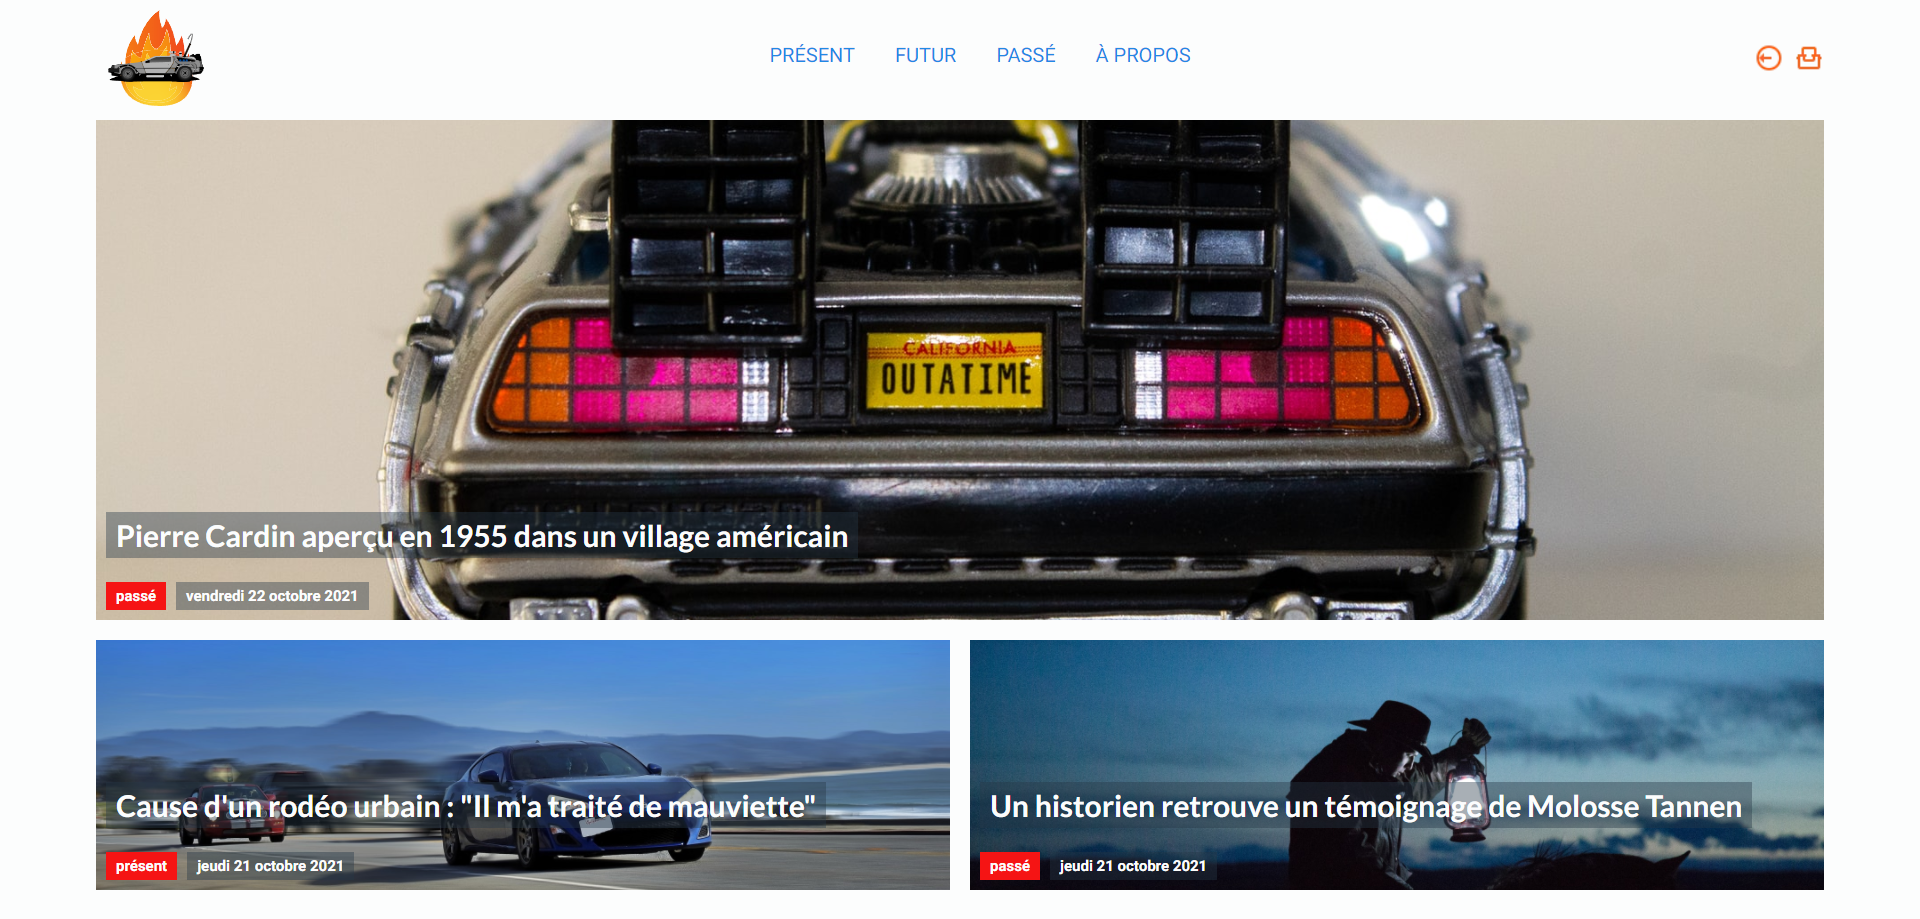 PRÉSENT FUTUR PASSÉ À PROPOS
CALIFORNIA
OUTATIME
Pierre Cardin aperçu en 1955 dans un village américain
passé vendredi 22 octobre 2021
Cause d'un rodéo urbain : "Il m'a traité de mauviette"
présent jeudi 21 octobre 2021
Un historien retrouve un témoignage de Molosse Tannen
passé jeudi 21 octobre 2021